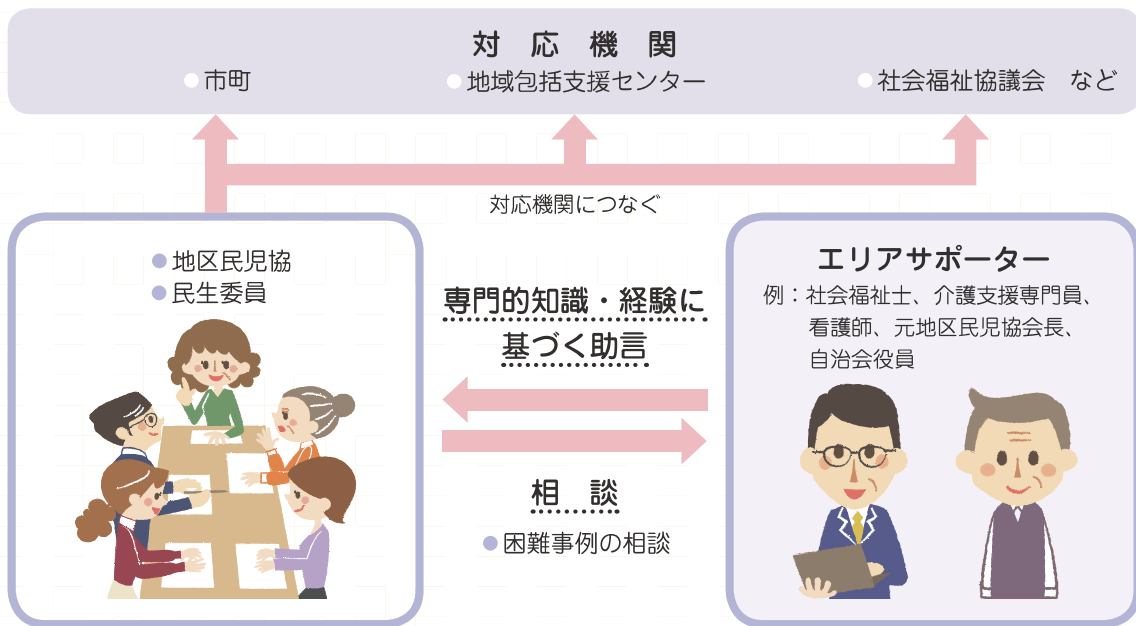 対　応　機　関
●市町　●地域包括支援センター　●社会福祉協議会　など
対応機関につなぐ
●地区民児協
●民生委員
専門的知識・経験に
基づく助言
相　談
●困難事例の相談
エリアサポーター
例：社会福祉士、介護支援専門員、
看護師、元地区民児協会長、
自治会役員